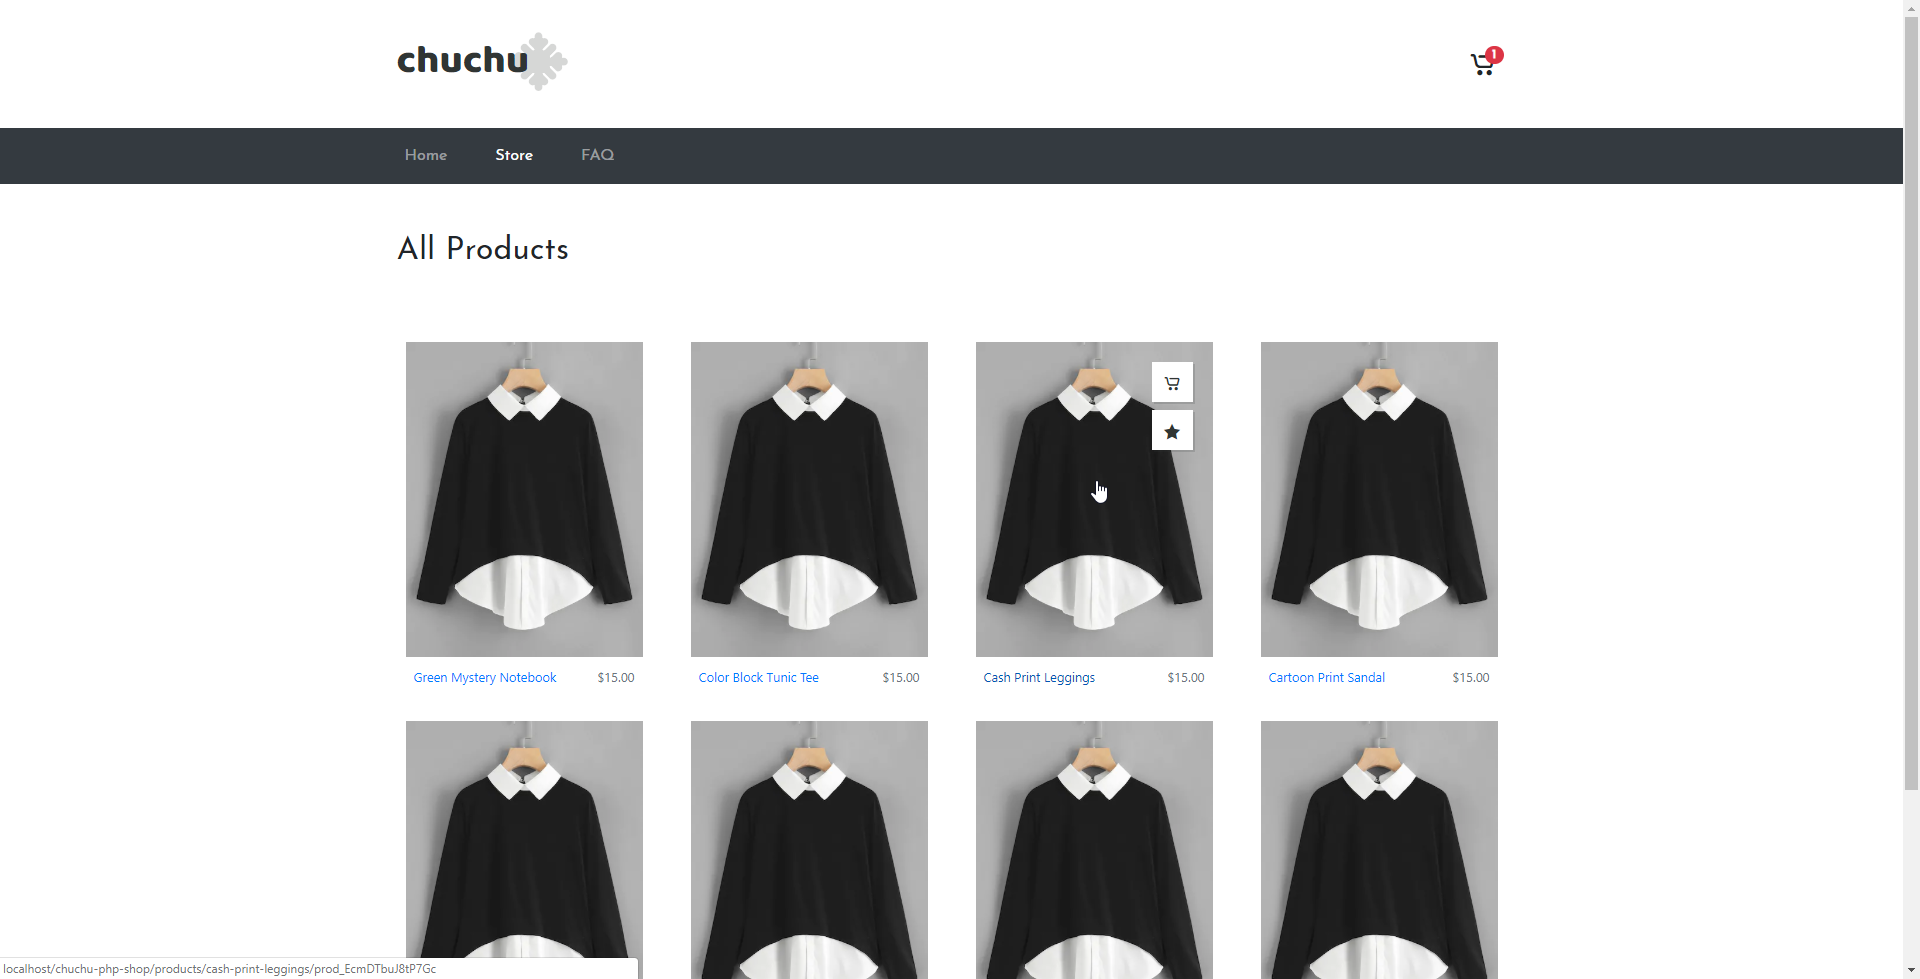 chuchu
1
Home Store FAQ
All Products
Green Mystery Notebook $15.00
Color Block Tunic Tee $15.00
Cash Print Leggings $15.00
Cartoon Print Sandal $15.00
localhost/chuchu-php-shop/products/cash-print-leggings/prod_EcmDTbuJ8tP7Gc